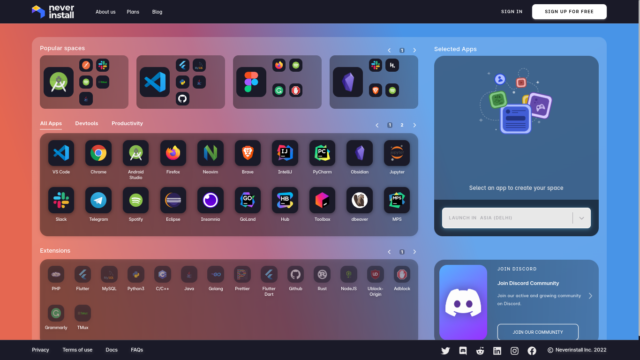 never
install
About us
Plans
Blog
SIGN IN
SIGN UP FOR FREE
Popular spaces
1
Selected Apps
All Apps
Devtools
Productivity
1
2
VS Code
Chrome
Android
Studio
Firefox
Neovim
Brave
IntelliJ
PyCharm
Obsidian
Jupyter
Slack
Telegram
Spotify
Eclipse
Insomnia
GoLand
Hub
Toolbox
dbeaver
MPS
Select an app to create your space
LAUNCH IN: ASIA (DELHI)
Extensions
1
PHP
Flutter
MySQL
Python3
C/C++
Java
Golang
Prettier
Flutter
Dart
Github
Rust
NodeJS
Ublock-
Origin
Adblock
Grammarly
TMux
JOIN DISCORD
Join Discord Community
Join our active and growing community
on Discord.
JOIN OUR COMMUNITY
Privacy
Terms of use
Docs
FAQs
© Neverinstall Inc. 2022